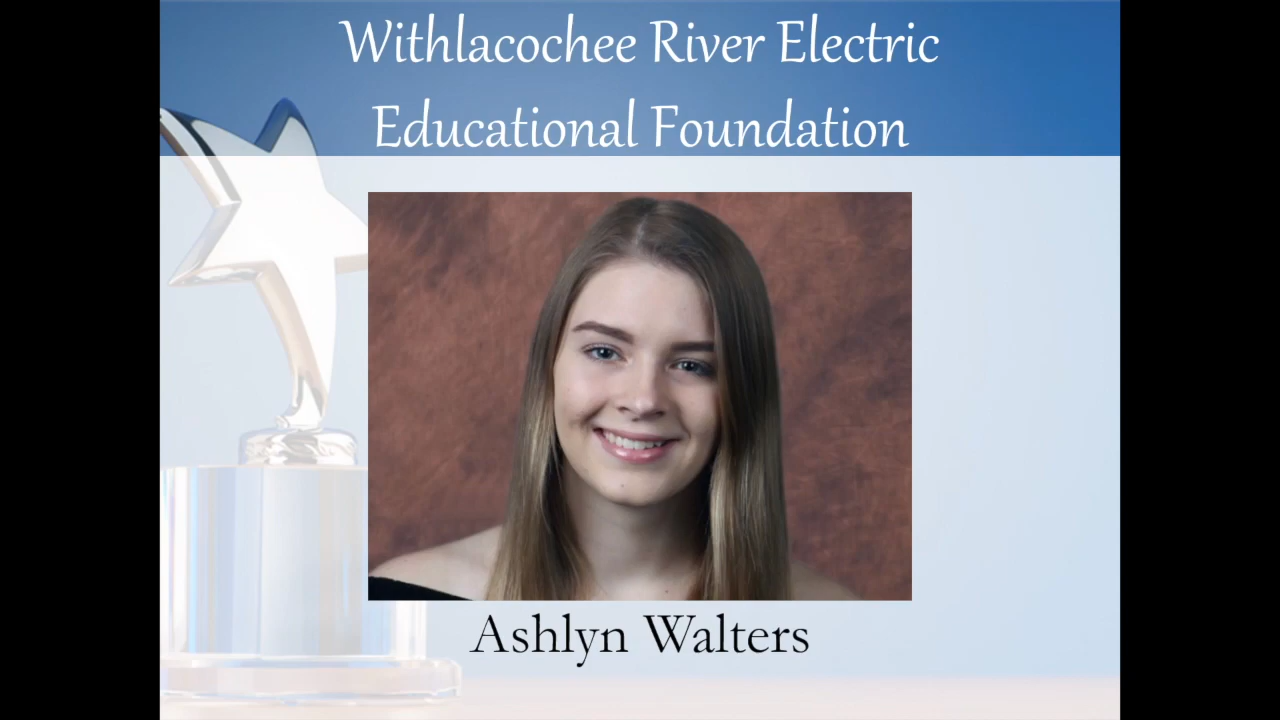 Withlacochee River Electric
Educational Foundation
Ashlyn Walters